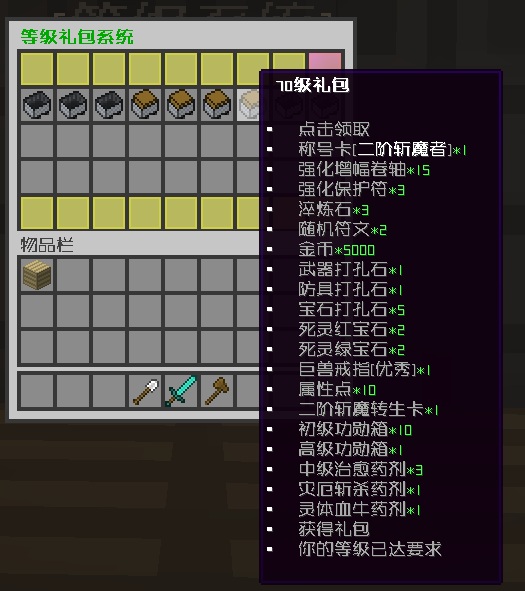 等级礼包系统
70级礼包
点击领取
称号卡[二阶斩魔者]*1
强化增幅卷轴*15
强化保护符*3
淬炼石*3
随机符文*2
金币*5000
武器打孔石*1
防具打孔石*1
宝石打孔石*5
死灵红宝石*2
死灵绿宝石*2
巨兽戒指[优秀]*1
属性点*10
二阶斩魔转生卡*1
初级功勋箱*10
高级功勋箱*1
中级治愈药剂*3
灾厄斩杀药剂*1
灵体血牛药剂*1
获得礼包
你的等级已达要求
物品栏